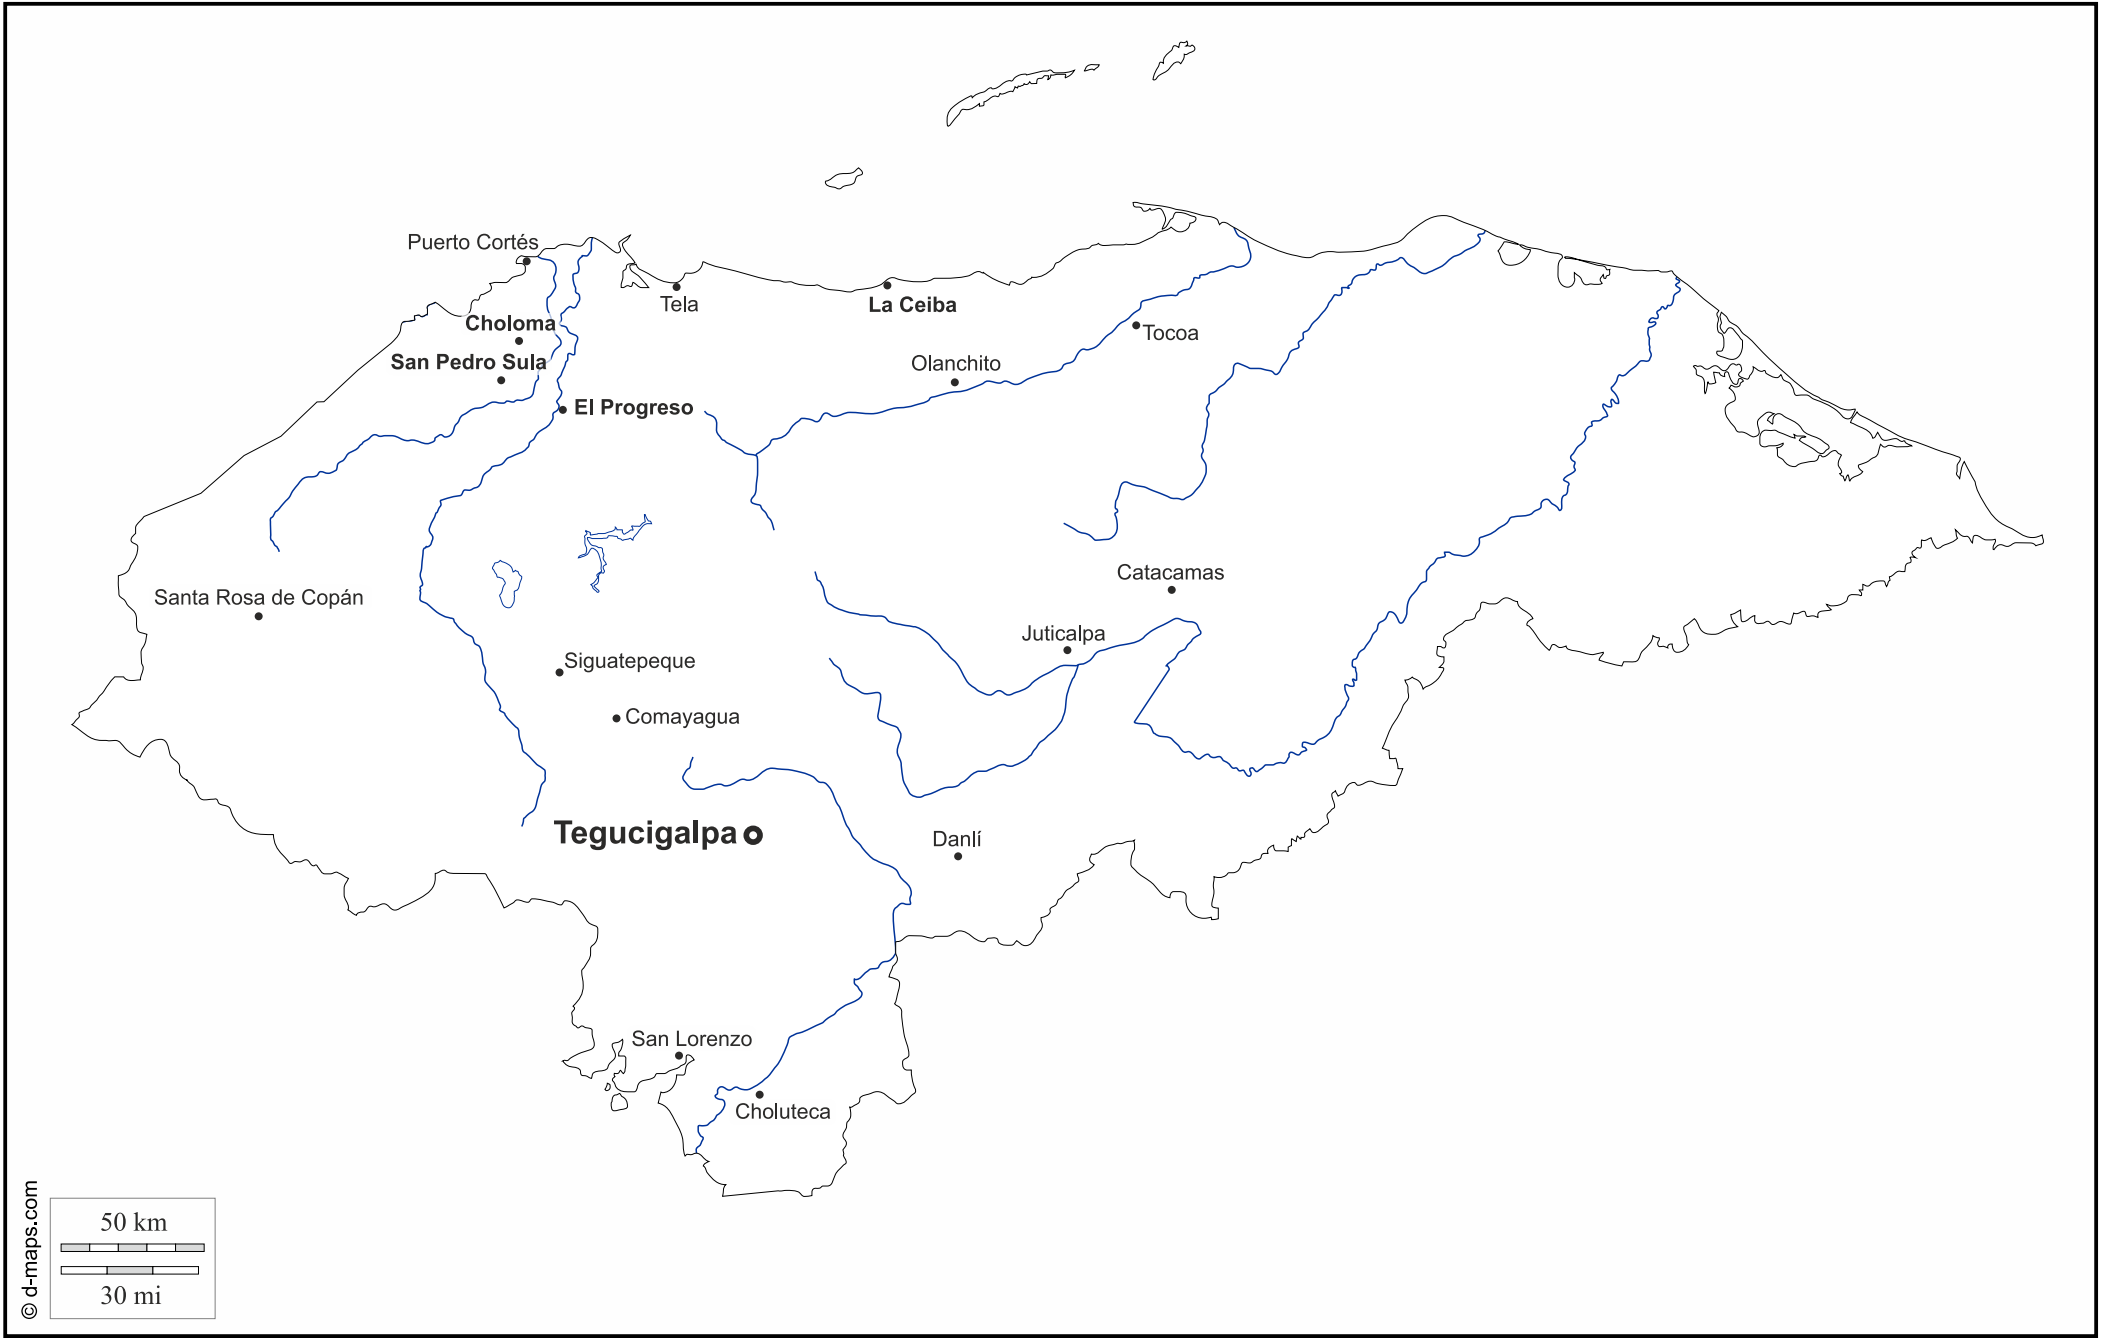 Puerto Cortés
Tela
La Ceiba
Choloma
Tocoa
San Pedro Sula
Olanchito
El Progreso
Catacamas
Santa Rosa de Copán
Juticalpa
Siguatepeque
Comayagua
Tegucigalpa
Danlí
San Lorenzo
Choluteca
© d-maps.com
50 km
30 mi